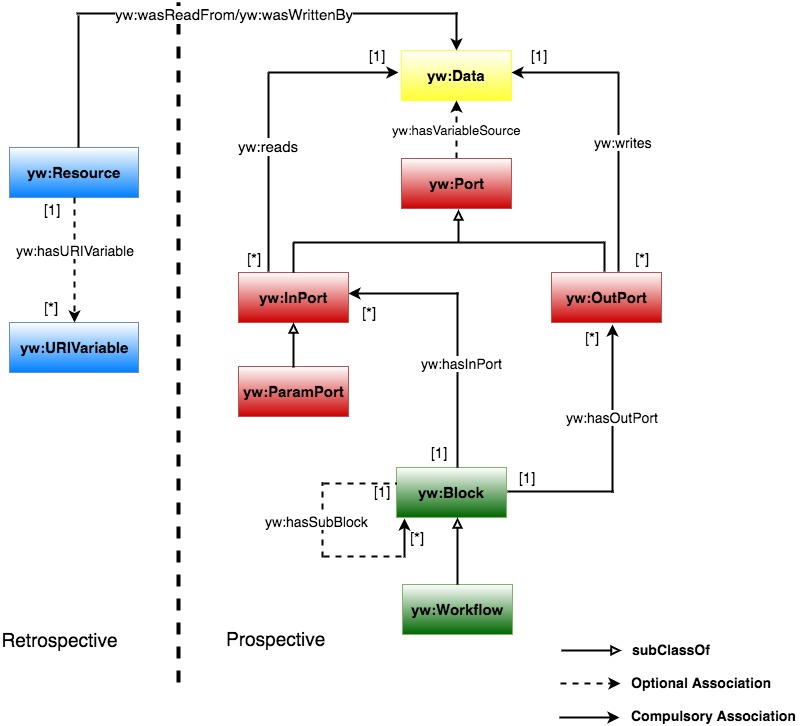 yw:wasReadFrom/yw:wasWrittenBy
[1]
[1]
yw:Data
yw:hasVariableSource
yw:reads
yw:writes
yw:Resource
yw:Port
[1]
yw:hasURIVariable
[*]
[*]
[*]
yw:InPort
yw:OutPort
[*]
[*]
yw:URIVariable
yw:hasInPort
yw:ParamPort
yw:hasOutPort
[1]
[1]
[1]
yw:Block
yw:hasSubBlock
[*]
yw:Workflow
Retrospective
Prospective
subClassOf
Optional Association
Compulsory Association